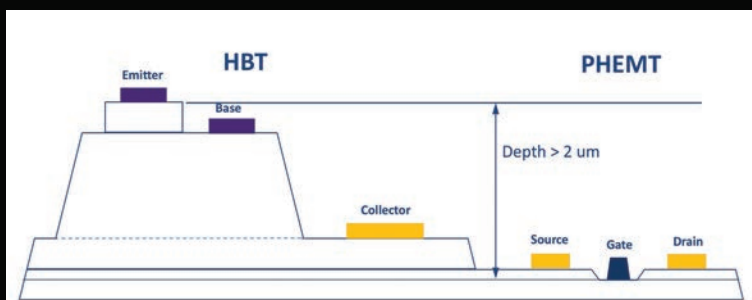 HBT
PHEMT
Emitter
Base
Depth > 2 um
Collector
Source
Gate
Drain